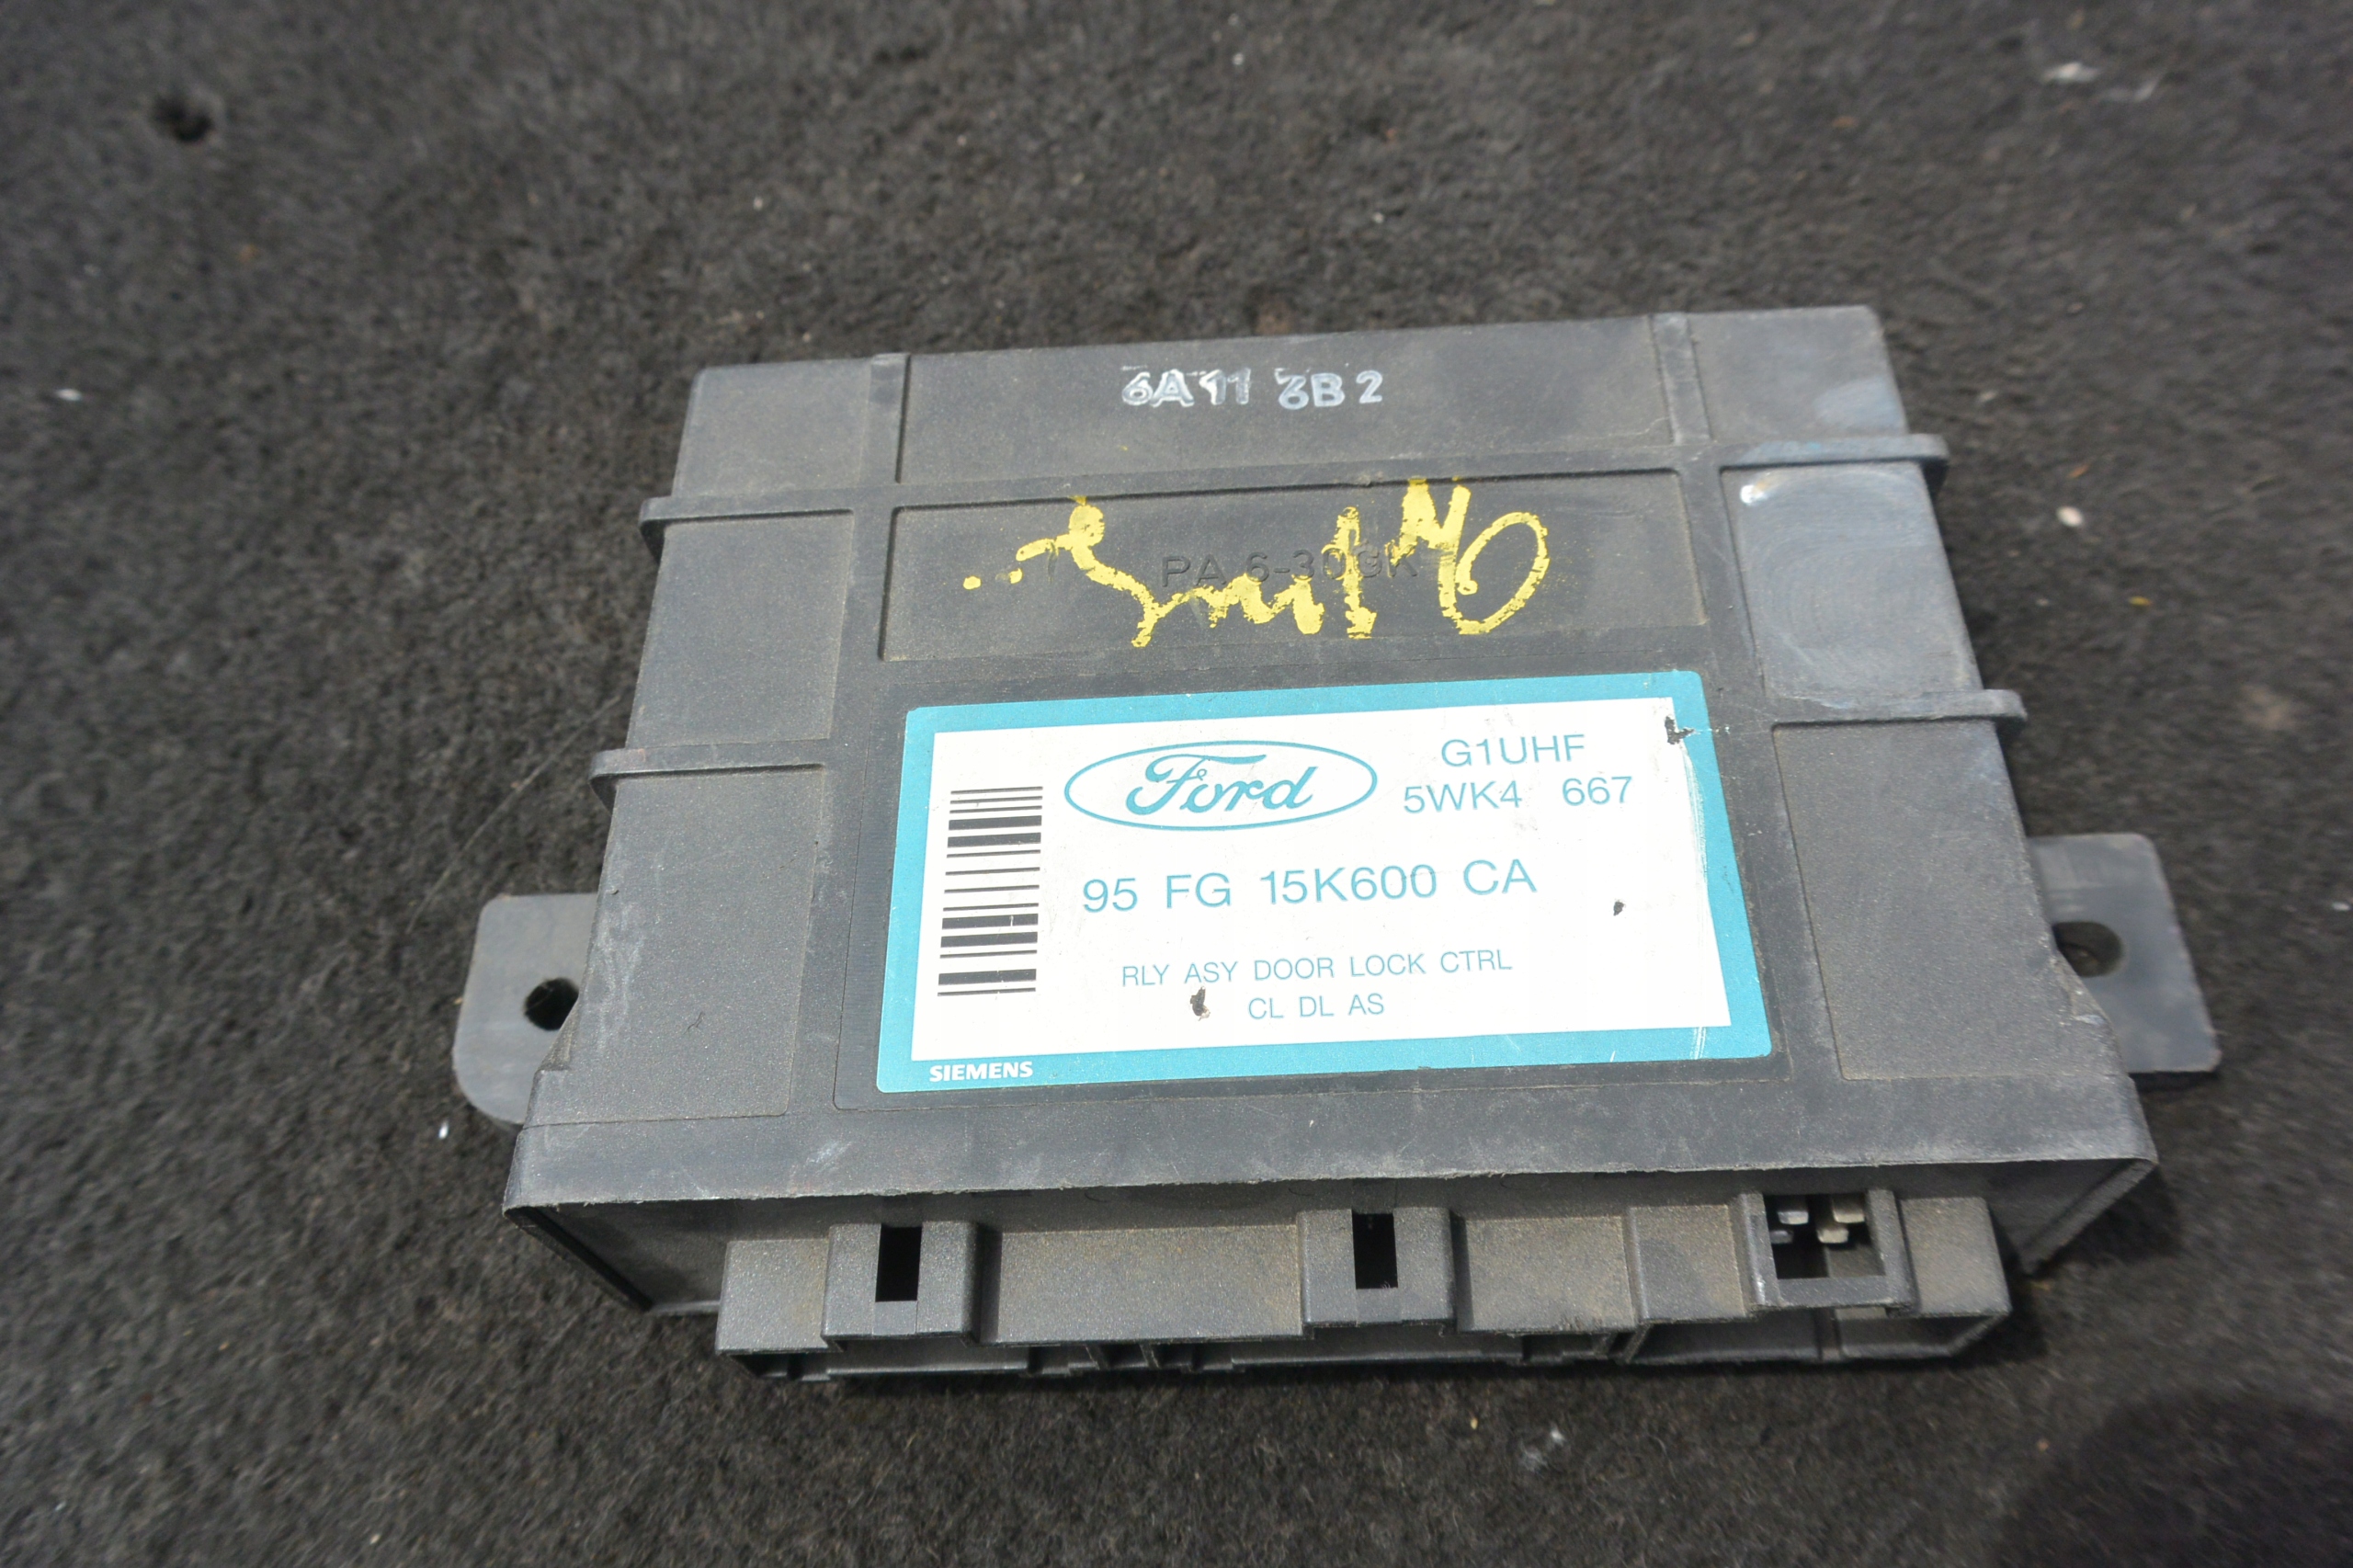 6A11 6B 2
PA 6-30GK
Ford
G1UHF
5WK4 667
95 FG 15K600 CA
RLY ASY DOOR LOCK CTRL
CL DL AS
SIEMENS